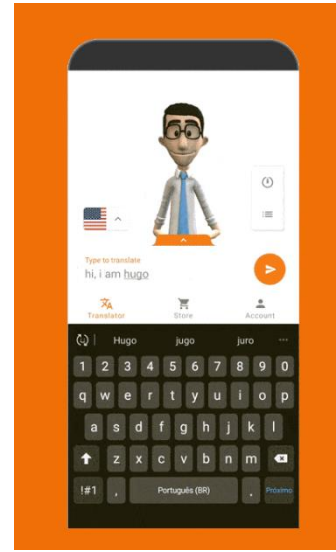 Type to translate
hi, i am hugo
Translator Store Account
Hugo jugo juro ...
1 2 3 4 5 6 7 8 9 0
q w e r t y u i o p
a s d f g h j k l
z x c v b n m
!#1 , Português (BR) . Próximo